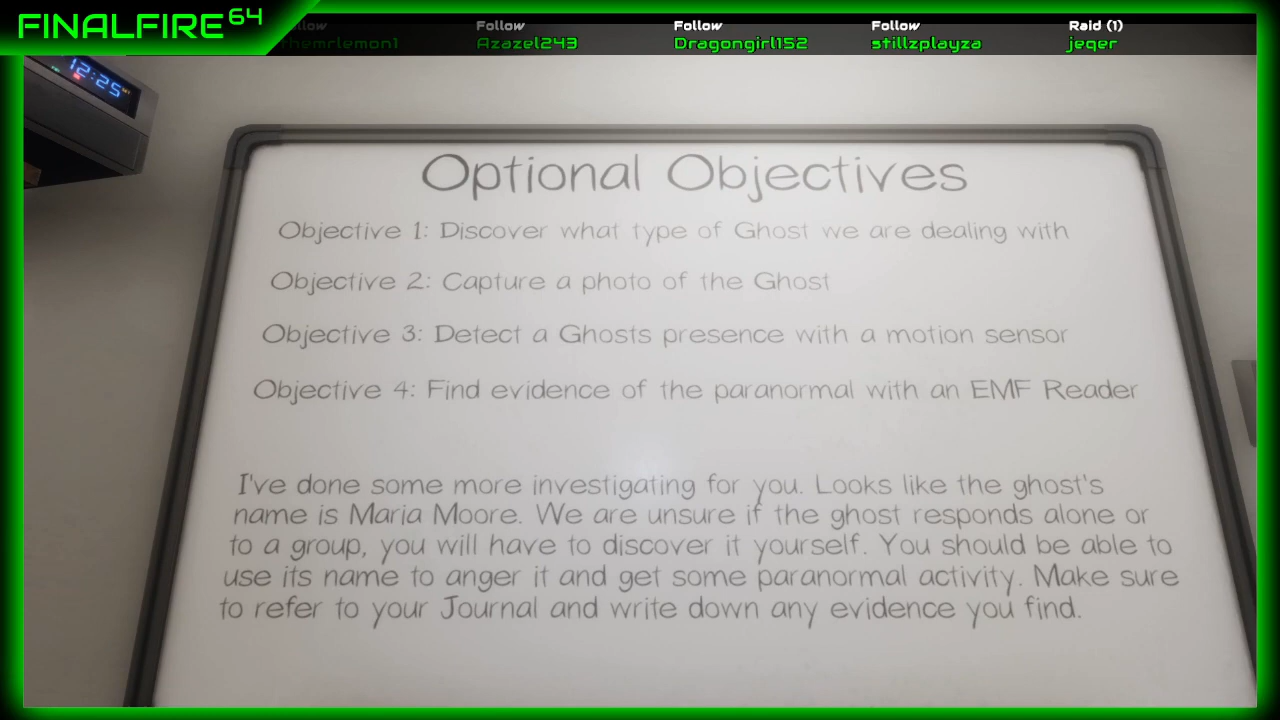 FINALFIRE64
Follow Follow Follow Follow Raid (1)
themrlemon1 Azazel243 Dragongirl152 stillzplayza jeqer
12:25
Optional Objectives
Objective 1: Discover what type of Ghost we are dealing with
Objective 2: Capture a photo of the Ghost
Objective 3: Detect a Ghosts presence with a motion sensor
Objective 4: Find evidence of the paranormal with an EMF Reader
I've done some more investigating for you. Looks like the ghost's
name is Maria Moore. We are unsure if the ghost responds alone or
to a group, you will have to discover it yourself. You should be able to
use its name to anger it and get some paranormal activity. Make sure
to refer to your Journal and write down any evidence you find.